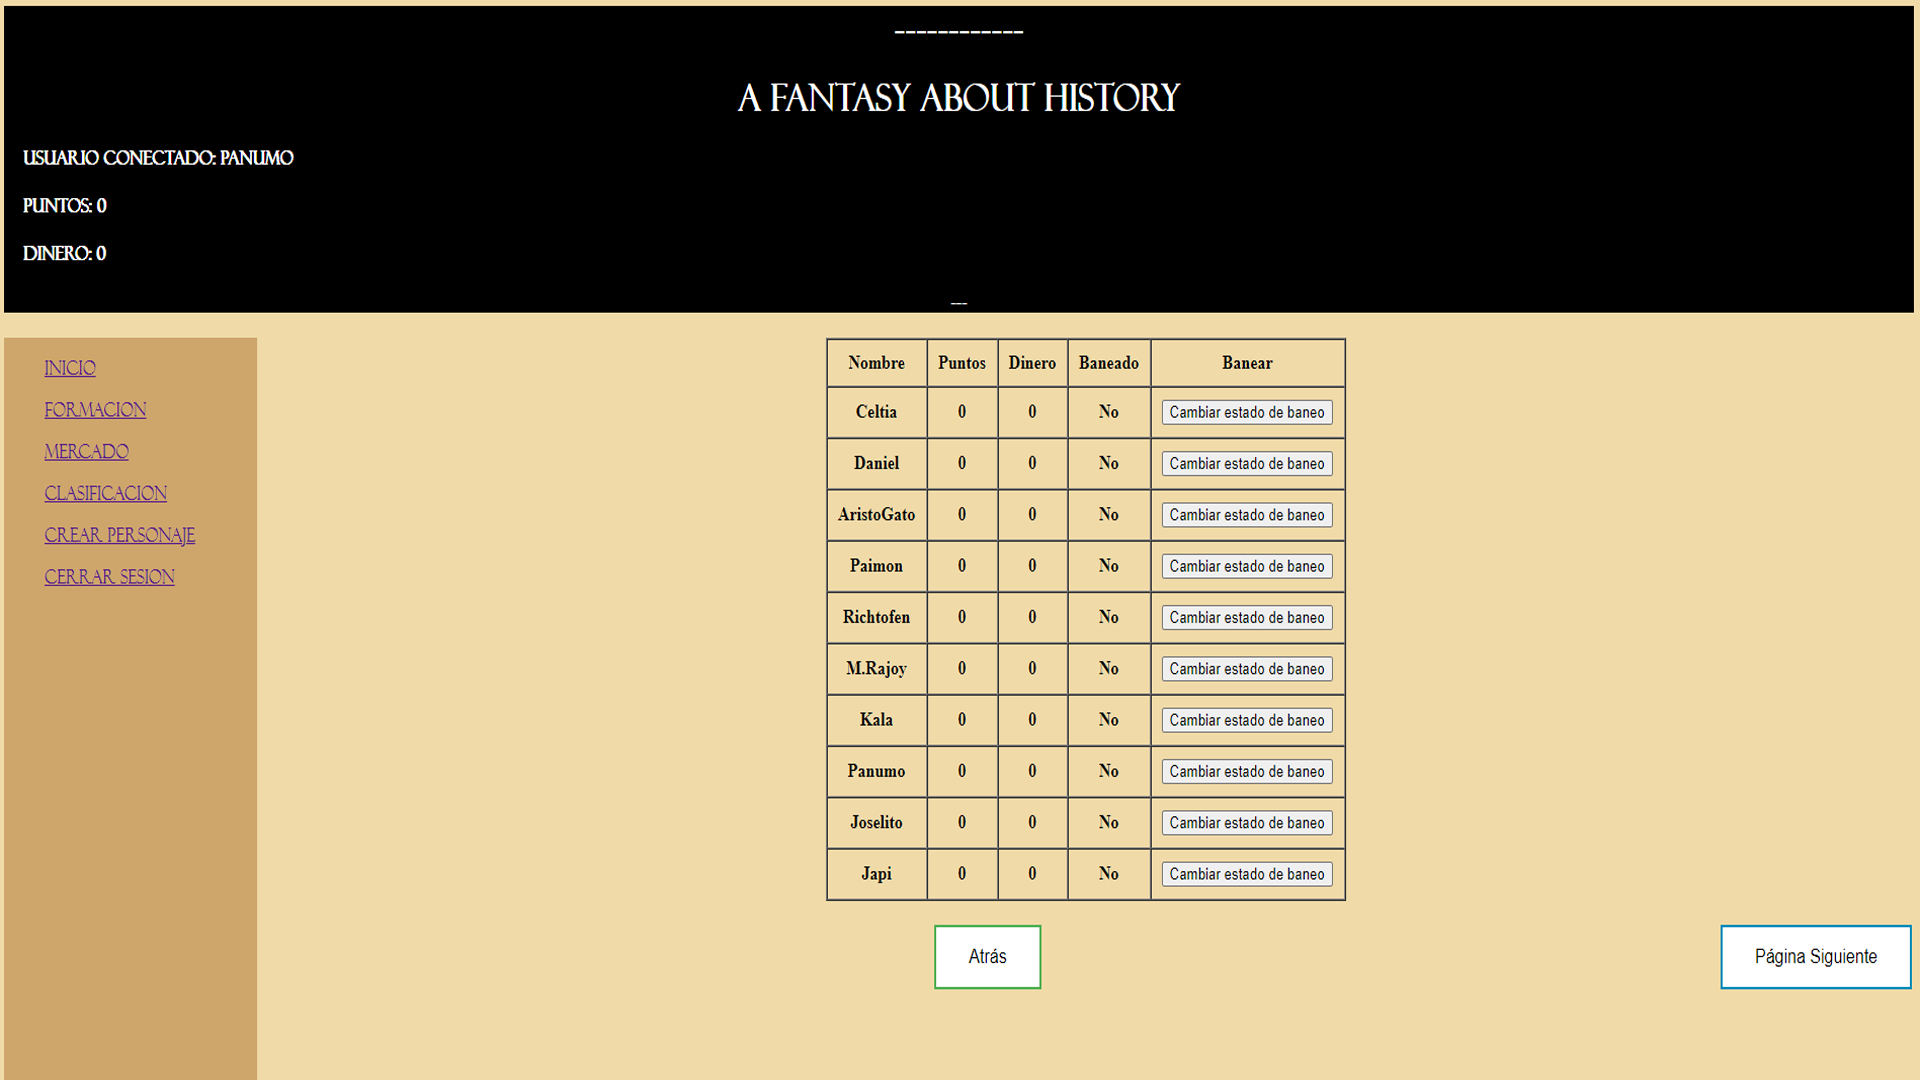 ____________
A FANTASY ABOUT HISTORY
USUARIO CONECTADO: PANUMO
PUNTOS: 0
DINERO: 0
___
INICIO
FORMACION
MERCADO
CLASIFICACION
CREAR PERSONAJE
CERRAR SESION
Nombre Puntos Dinero Baneado Banear
Celtia 0 0 No Cambiar estado de baneo
Daniel 0 0 No Cambiar estado de baneo
AristoGato 0 0 No Cambiar estado de baneo
Paimon 0 0 No Cambiar estado de baneo
Richtofen 0 0 No Cambiar estado de baneo
M.Rajoy 0 0 No Cambiar estado de baneo
Kala 0 0 No Cambiar estado de baneo
Panumo 0 0 No Cambiar estado de baneo
Joselito 0 0 No Cambiar estado de baneo
Japi 0 0 No Cambiar estado de baneo
Atrás Página Siguiente